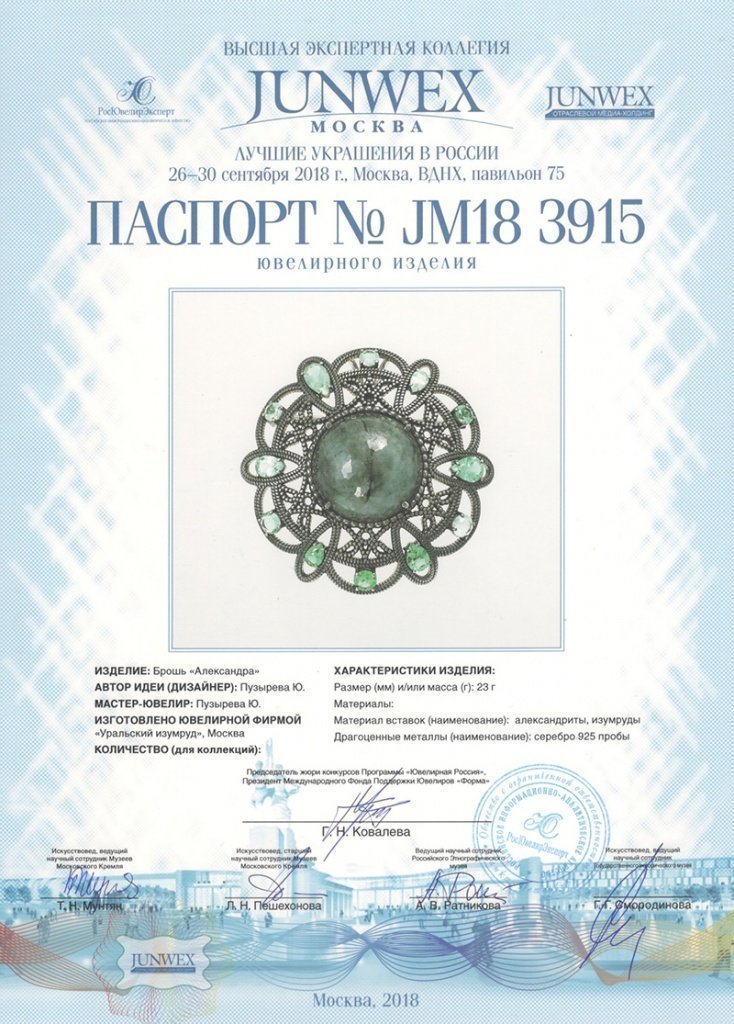 ВЫСШАЯ ЭКСПЕРТНАЯ КОЛЛЕГИЯ
JUNWEX
МОСКВА
РосЮвелирЭксперт
JUNWEX
ОТРАСЛЕВОЙ МЕДИА-ХОЛДИНГ
ЛУЧШИЕ УКРАШЕНИЯ В РОССИИ
26–30 сентября 2018 г., Москва, ВДНХ, павильон 75
ПАСПОРТ № JM18 3915
ювелирного изделия
ИЗДЕЛИЕ: Брошь «Александра»
АВТОР ИДЕИ (ДИЗАЙНЕР): Пузырева Ю.
МАСТЕР-ЮВЕЛИР: Пузырева Ю.
ИЗГОТОВЛЕНО ЮВЕЛИРНОЙ ФИРМОЙ
«Уральский изумруд», Москва
КОЛИЧЕСТВО (для коллекций):
ХАРАКТЕРИСТИКИ ИЗДЕЛИЯ:
Размер (мм) и/или масса (г): 23 г
Материалы:
Материал вставок (наименование): александриты, изумруды
Драгоценные металлы (наименование): серебро 925 пробы
Председатель жюри конкурсов Программы «Ювелирная Россия»,
Президент Международного Фонда Поддержки Ювелиров «Форма»
Г. Н. Ковалева
РосЮвелирЭксперт
Искусствовед, ведущий
научный сотрудник Музеев
Московского Кремля
Т. Н. Мунтян
Искусствовед, старший
научный сотрудник Музеев
Московского Кремля
Л. Н. Пешехонова
Ведущий научный сотрудник
Российского Этнографического
музея
А. В. Ратникова
Искусствовед, ведущий
научный сотрудник
Государственного исторического музея
Г. Г. Смородинова
JUNWEX
Москва, 2018